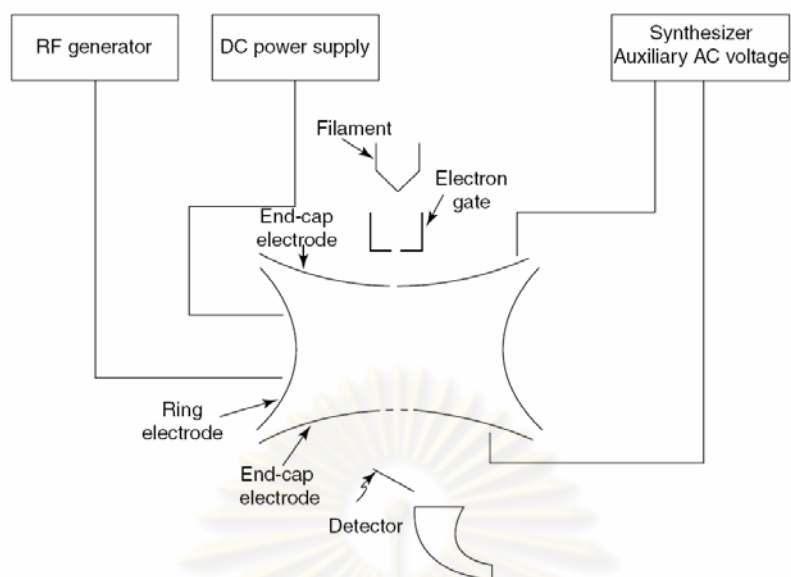 RF generator
DC power supply
Synthesizer
Auxiliary AC voltage
Filament
Electron
gate
End-cap
electrode
Ring
electrode
End-cap
electrode
Detector